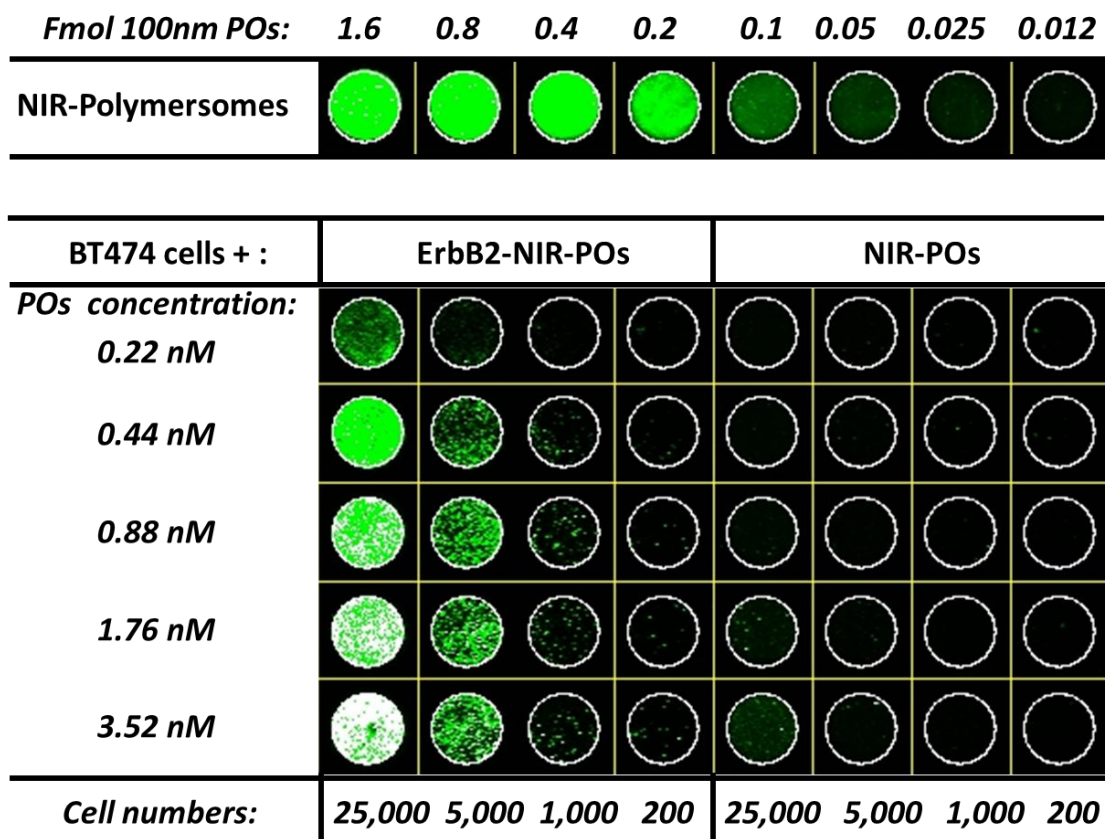 Fmol 100nm POs: 1.6 0.8 0.4 0.2 0.1 0.05 0.025 0.012
NIR-Polymersomes
BT474 cells + : ErbB2-NIR-POs NIR-POs
POs concentration:
0.22 nM
0.44 nM
0.88 nM
1.76 nM
3.52 nM
Cell numbers: 25,000 5,000 1,000 200 25,000 5,000 1,000 200